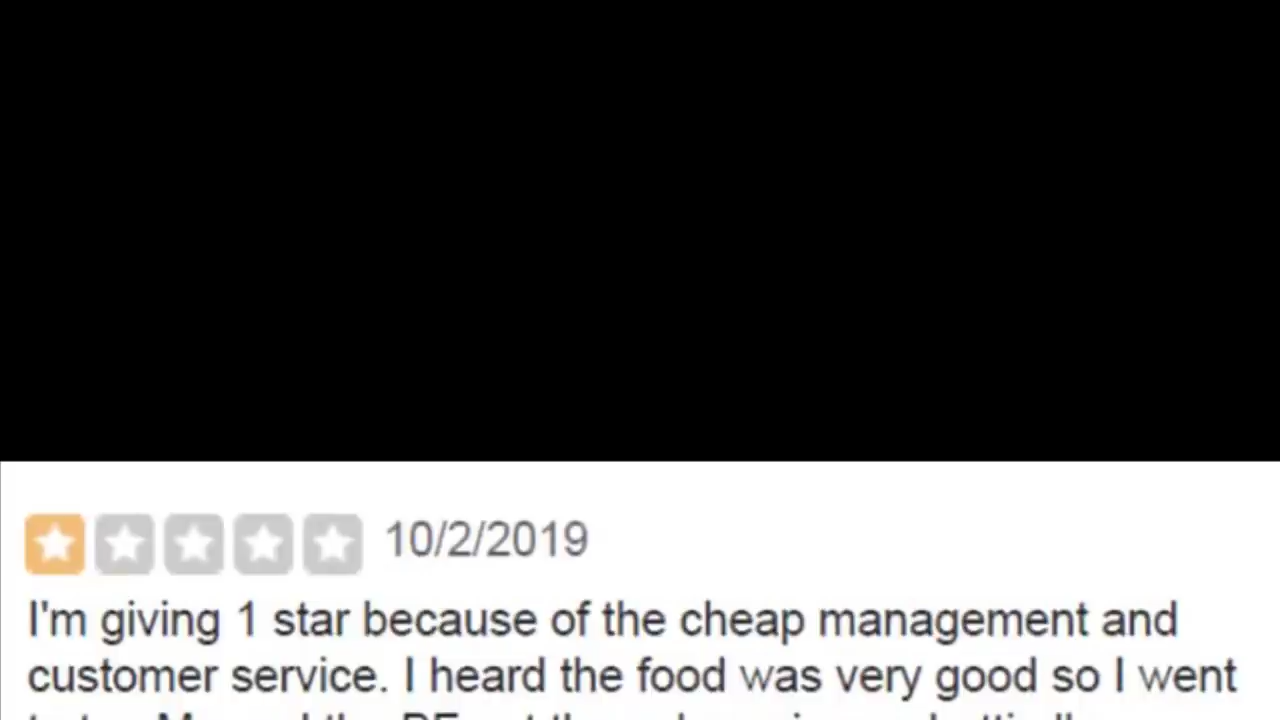 10/2/2019
I'm giving 1 star because of the cheap management and
customer service. I heard the food was very good so I went